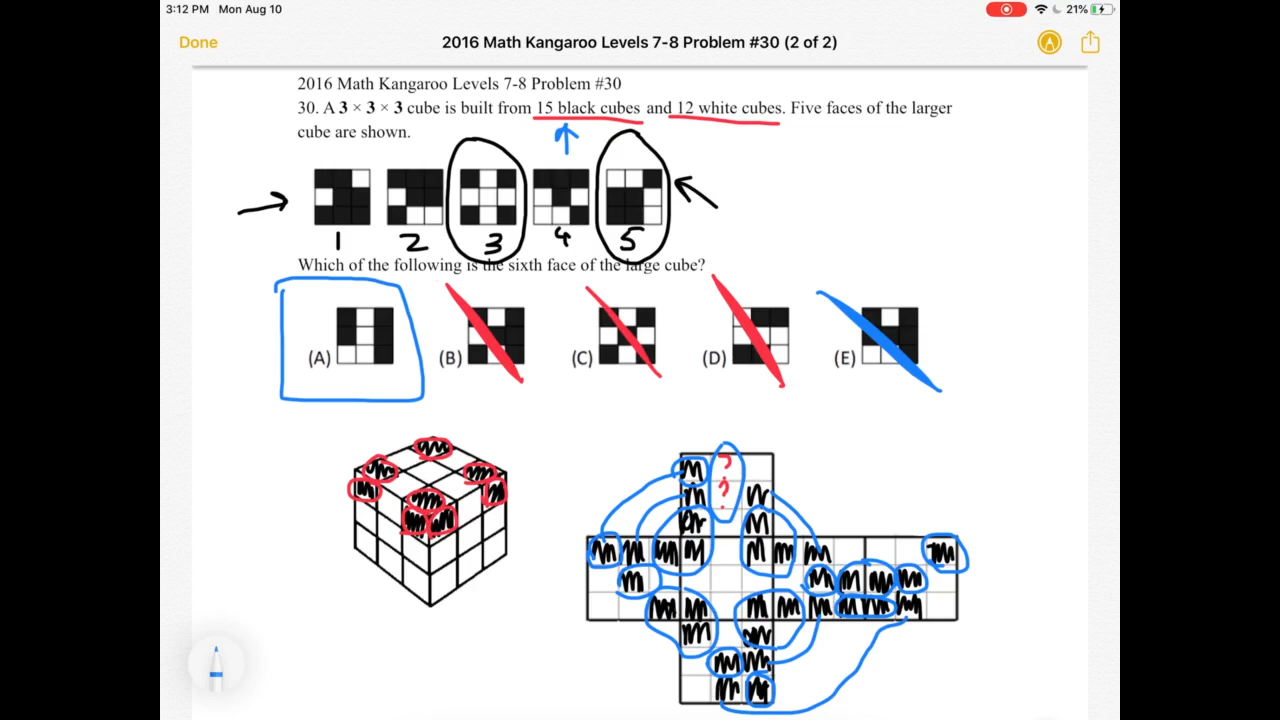 3:12 PM Mon Aug 10
21%
Done
2016 Math Kangaroo Levels 7-8 Problem #30 (2 of 2)
2016 Math Kangaroo Levels 7-8 Problem #30
30. A 3 × 3 × 3 cube is built from 15 black cubes and 12 white cubes. Five faces of the larger
cube are shown.
1 2 3 4 5
Which of the following is the sixth face of the large cube?
(A) (B) (C) (D) (E)
?
?